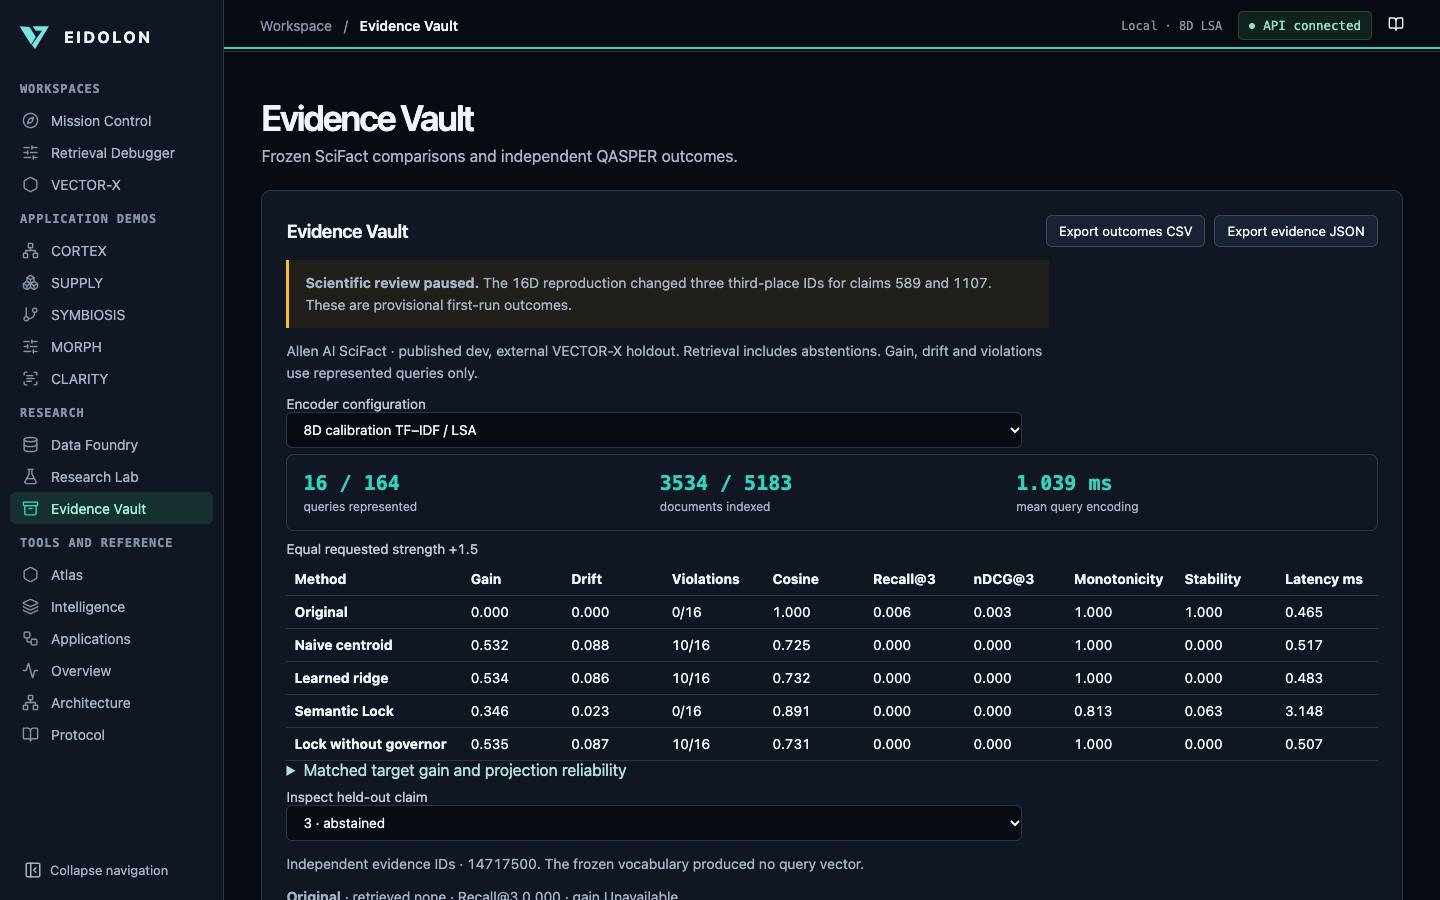 EIDOLON
WORKSPACES
Mission Control
Retrieval Debugger
VECTOR-X
APPLICATION DEMOS
CORTEX
SUPPLY
SYMBIOSIS
MORPH
CLARITY
RESEARCH
Data Foundry
Research Lab
Evidence Vault
TOOLS AND REFERENCE
Atlas
Intelligence
Applications
Overview
Architecture
Protocol
Collapse navigation
Workspace / Evidence Vault
Local · 8D LSA
API connected
Evidence Vault
Frozen SciFact comparisons and independent QASPER outcomes.
Evidence Vault
Export outcomes CSV
Export evidence JSON
Scientific review paused. The 16D reproduction changed three third-place IDs for claims 589 and 1107.
These are provisional first-run outcomes.
Allen AI SciFact · published dev, external VECTOR-X holdout. Retrieval includes abstentions. Gain, drift and violations
use represented queries only.
Encoder configuration
8D calibration TF–IDF / LSA
16 / 164 3534 / 5183 1.039 ms
queries represented documents indexed mean query encoding
Equal requested strength +1.5
Method Gain Drift Violations Cosine Recall@3 nDCG@3 Monotonicity Stability Latency ms
Original 0.000 0.000 0/16 1.000 0.006 0.003 1.000 1.000 0.465
Naive centroid 0.532 0.088 10/16 0.725 0.000 0.000 1.000 0.000 0.517
Learned ridge 0.534 0.086 10/16 0.732 0.000 0.000 1.000 0.000 0.483
Semantic Lock 0.346 0.023 0/16 0.891 0.000 0.000 0.813 0.063 3.148
Lock without governor 0.535 0.087 10/16 0.731 0.000 0.000 1.000 0.000 0.507
Matched target gain and projection reliability
Inspect held-out claim
3 · abstained
Independent evidence IDs · 14717500. The frozen vocabulary produced no query vector.
Original · retrieved none · Recall@3 0.000 · gain Unavailable